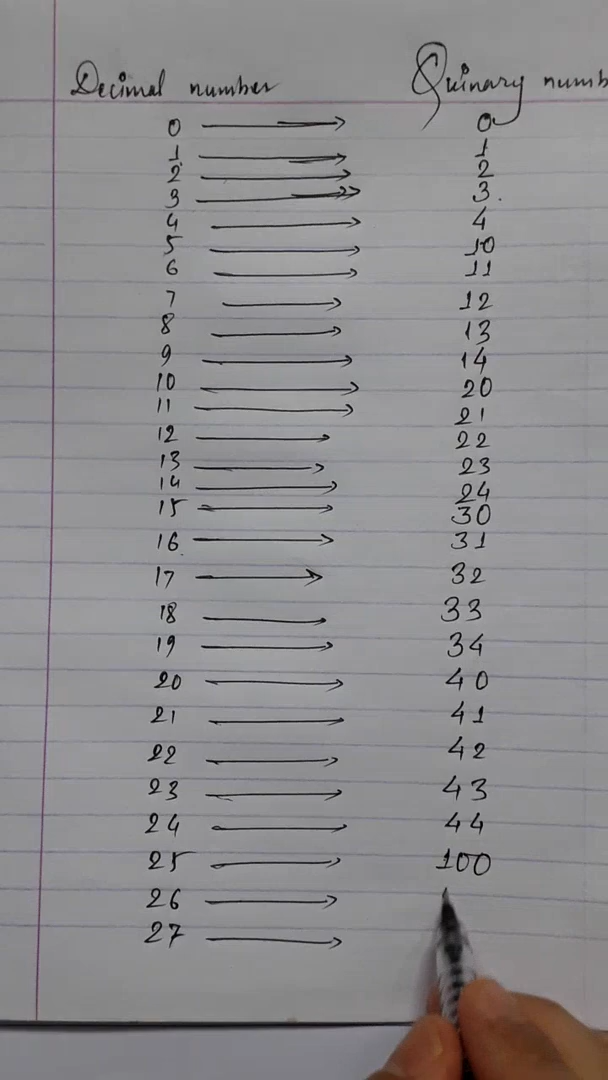 Decimal number Quinary numb
0 → 0
1 → 1
2 → 2
3 → 3.
4 → 4
5 → 10
6 → 11
7 → 12
8 → 13
9 → 14
10 → 20
11 → 21
12 → 22
13 → 23
14 → 24
15 → 30
16 → 31
17 → 32
18 → 33
19 → 34
20 → 40
21 → 41
22 → 42
23 → 43
24 → 44
25 → 100
26 →
27 →